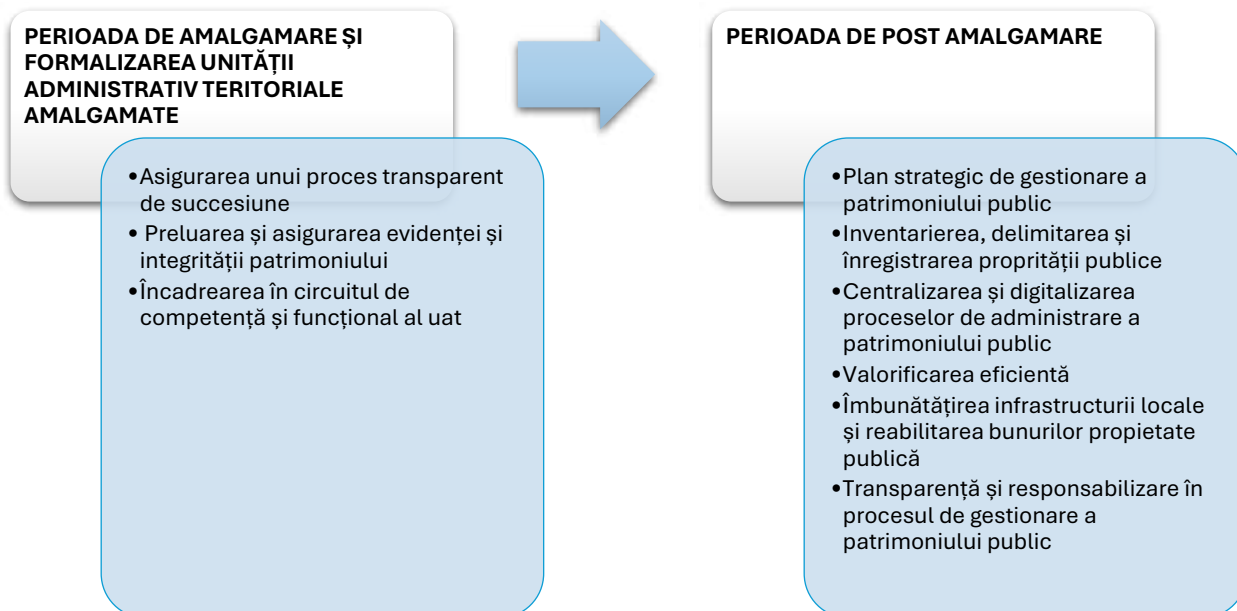 PERIOADA DE AMALGAMARE ȘI
FORMALIZAREA UNITĂȚII
ADMINISTRATIV TERITORIALE
AMALGAMATE
•Asigurarea unui proces transparent
de succesiune
• Preluarea și asigurarea evidenței și
integrității patrimoniului
•Încadrearea în circuitul de
competență și funcțional al uat
PERIOADA DE POST AMALGAMARE
•Plan strategic de gestionare a
patrimoniului public
•Inventarierea, delimitarea și
înregistrarea proprității publice
•Centralizarea și digitalizarea
proceselor de administrare a
patrimoniului public
•Valorificarea eficientă
•Îmbunătățirea infrastructurii locale
și reabilitarea bunurilor propietate
publică
•Transparență și responsabilizare în
procesul de gestionare a
patrimoniului public